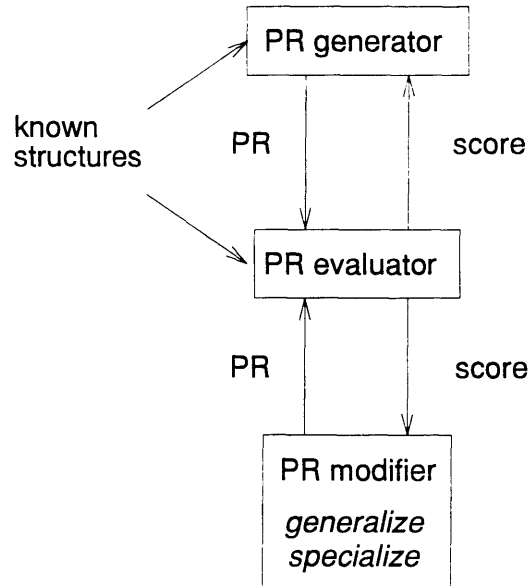 PR generator
known
structures
PR
score
PR evaluator
PR
score
PR modifier
generalize
specialize